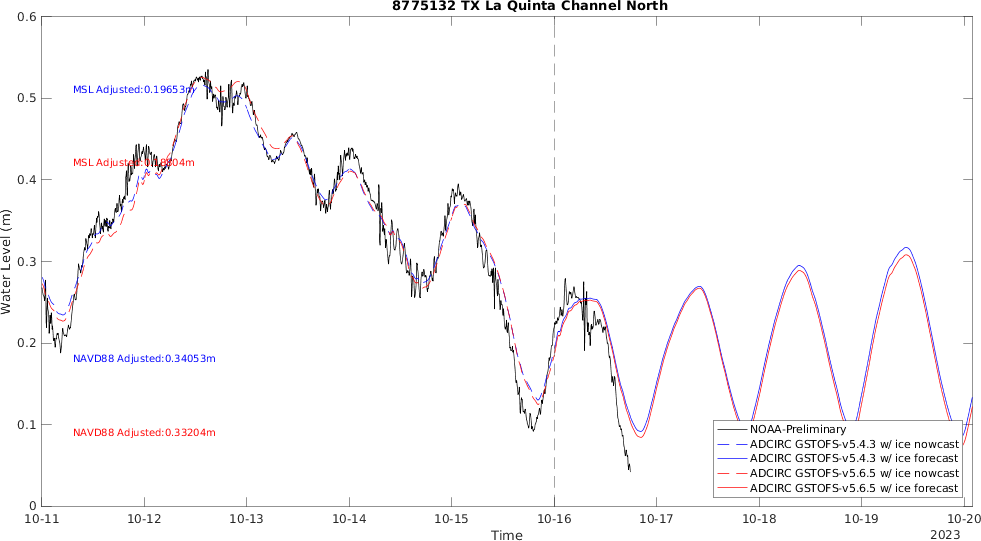 8775132 TX La Quinta Channel North
0.6
0.5
0.4
0.3
0.2
0.1
0
Water Level (m)
MSL Adjusted:0.19653m
MSL Adjusted:0.18804m
NAVD88 Adjusted:0.34053m
NAVD88 Adjusted:0.33204m
NOAA-Preliminary
ADCIRC GSTOFS-v5.4.3 w/ ice nowcast
ADCIRC GSTOFS-v5.4.3 w/ ice forecast
ADCIRC GSTOFS-v5.6.5 w/ ice nowcast
ADCIRC GSTOFS-v5.6.5 w/ ice forecast
10-11 10-12 10-13 10-14 10-15 10-16 10-17 10-18 10-19 10-20
Time
2023